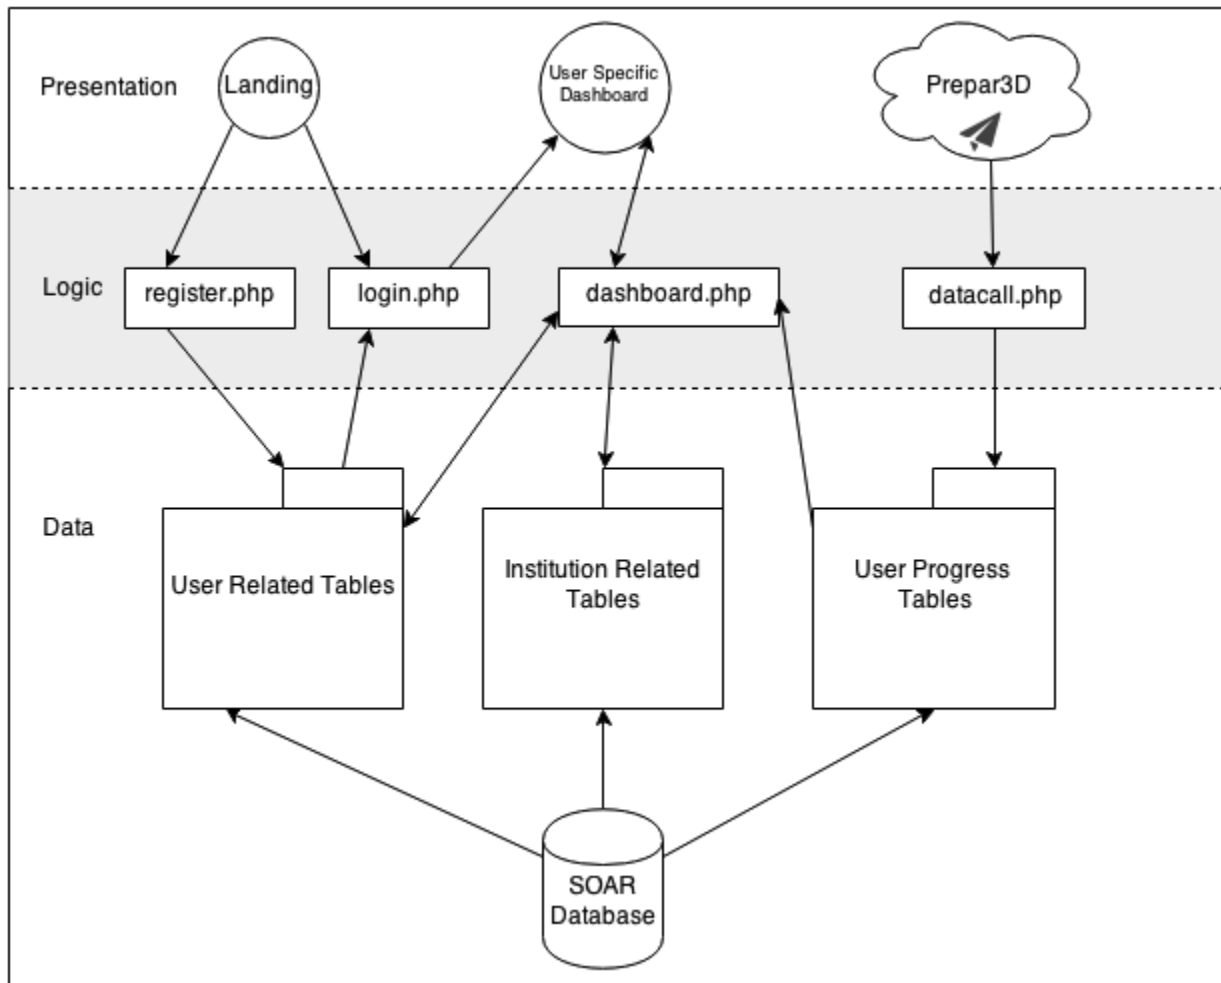 Presentation
Landing
User Specific
Dashboard
Prepar3D
Logic
register.php
login.php
dashboard.php
datacall.php
Data
User Related Tables
Institution Related
Tables
User Progress
Tables
SOAR
Database